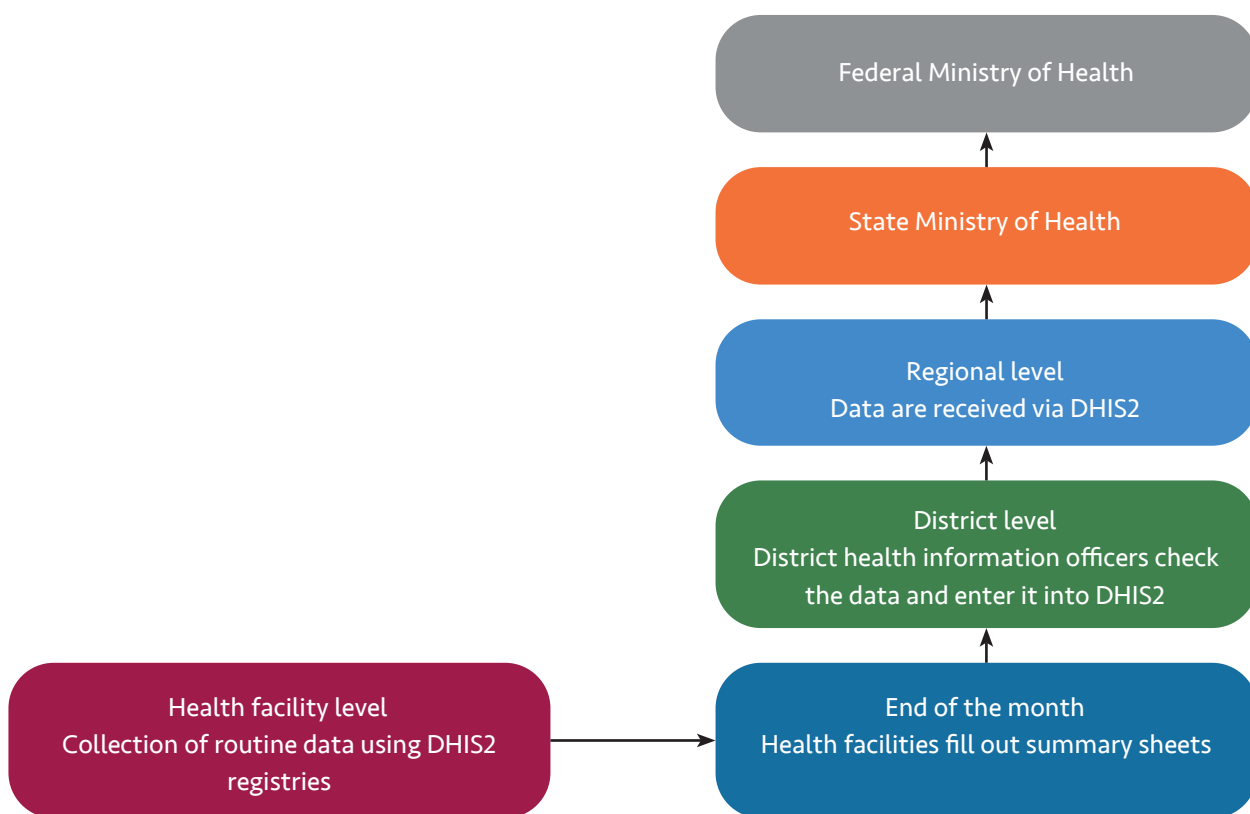 Federal Ministry of Health
State Ministry of Health
Regional level
Data are received via DHIS2
District level
District health information officers check
the data and enter it into DHIS2
Health facility level
Collection of routine data using DHIS2
registries
End of the month
Health facilities fill out summary sheets